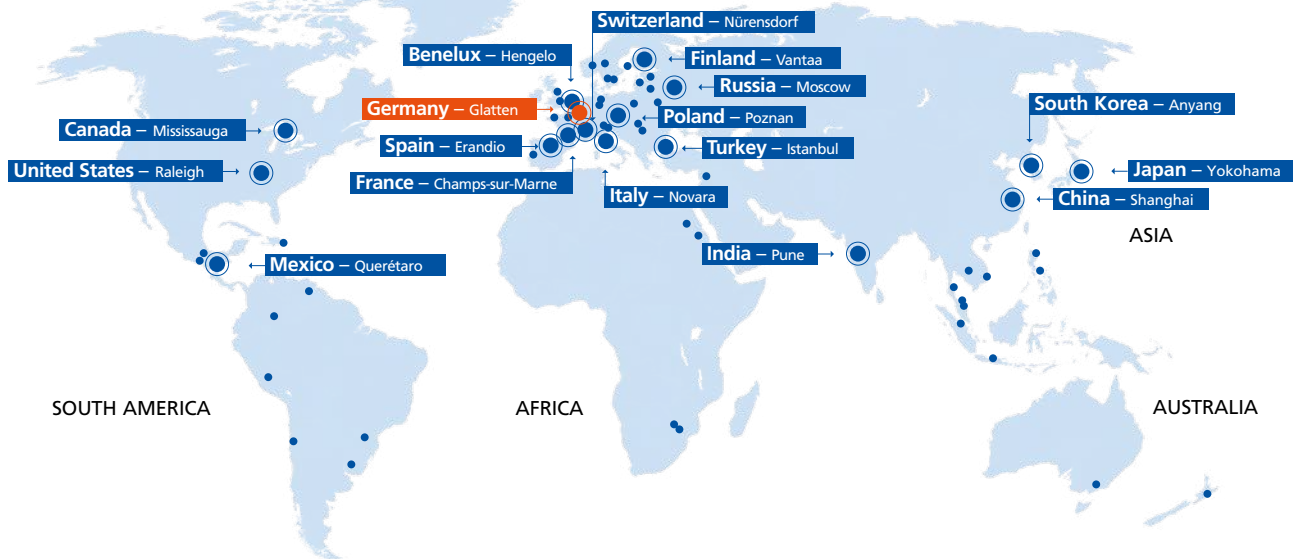 Switzerland – Nürensdorf
Benelux – Hengelo
Finland – Vantaa
Russia – Moscow
Germany – Glatten
South Korea – Anyang
Canada – Mississauga
Poland – Poznan
Spain – Erandio
Turkey – Istanbul
United States – Raleigh
Japan – Yokohama
France – Champs-sur-Marne
Italy – Novara
China – Shanghai
ASIA
India – Pune
Mexico – Querétaro
SOUTH AMERICA
AFRICA
AUSTRALIA